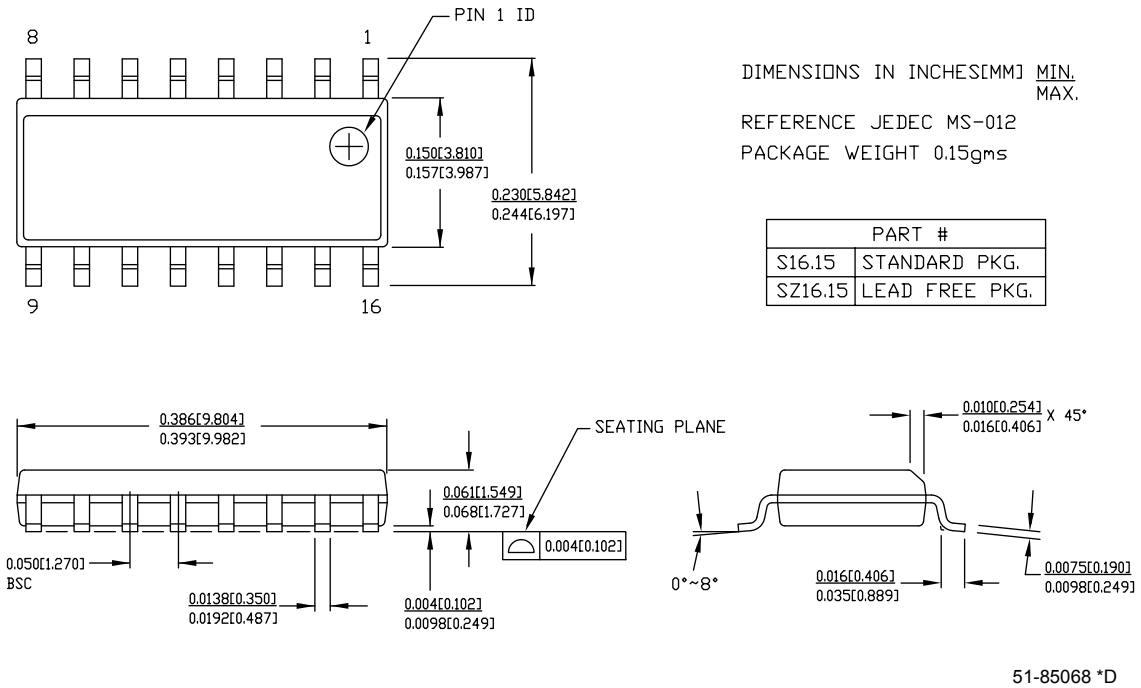 PIN 1 ID
8
1
DIMENSIONS IN INCHES[MM] MIN.
MAX.
REFERENCE JEDEC MS-012
PACKAGE WEIGHT 0.15gms
0.150[3.810]
0.157[3.987]
0.230[5.842]
0.244[6.197]
PART #
S16.15 STANDARD PKG.
SZ16.15 LEAD FREE PKG.
9
16
0.386[9.804]
0.393[9.982]
SEATING PLANE
0.010[0.254]
0.016[0.406]
X 45°
0.061[1.549]
0.068[1.727]
0.004[0.102]
0.050[1.270]
BSC
0.0138[0.350]
0.0192[0.487]
0.004[0.102]
0.0098[0.249]
0°~8°
0.016[0.406]
0.035[0.889]
0.0075[0.190]
0.0098[0.249]
51-85068 *D